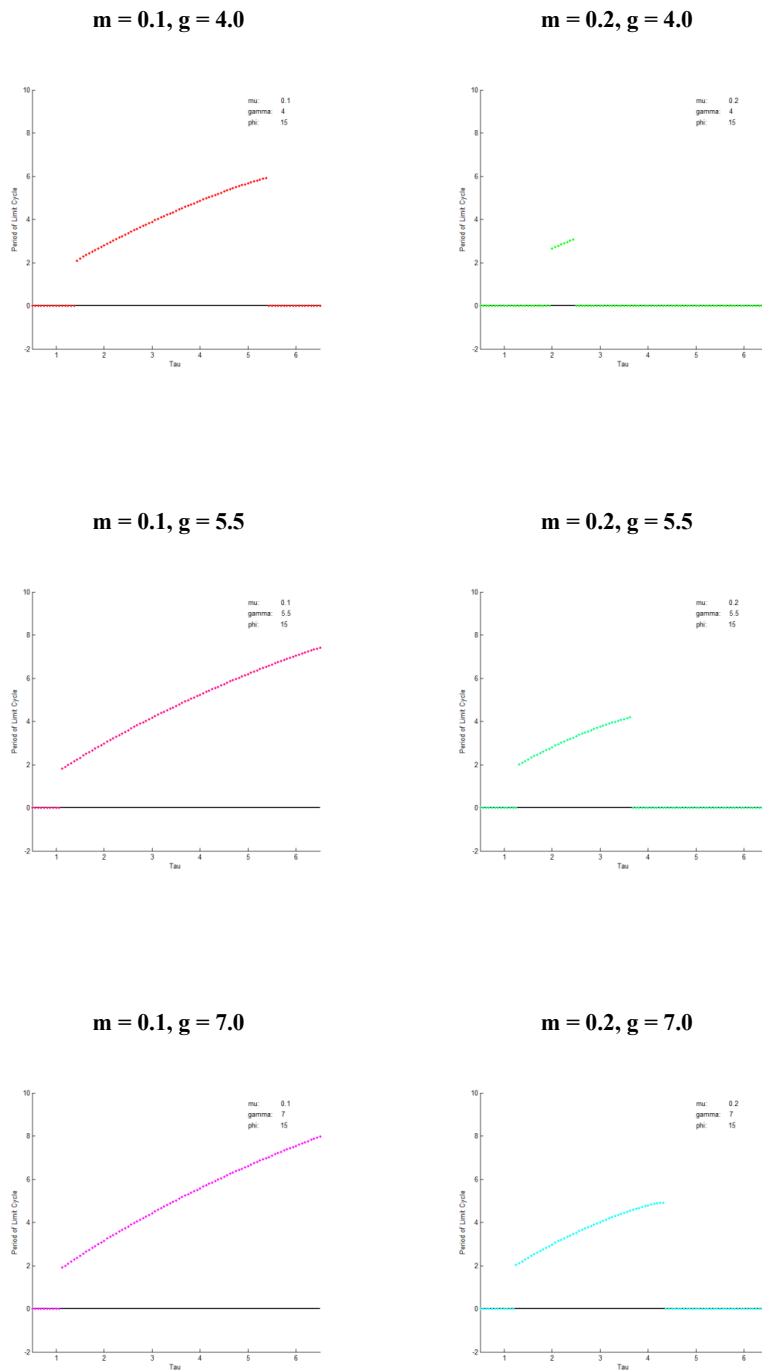 m = 0.1, g = 4.0
m = 0.2, g = 4.0
10
8
6
4
2
0
-2
Period of Limit Cycle
mu: 0.1
gamma: 4
phi: 15
1 2 3 4 5 6
Tau
10
8
6
4
2
0
-2
Period of Limit Cycle
mu: 0.2
gamma: 4
phi: 15
1 2 3 4 5 6
Tau
m = 0.1, g = 5.5
m = 0.2, g = 5.5
10
8
6
4
2
0
-2
Period of Limit Cycle
mu: 0.1
gamma: 5.5
phi: 15
1 2 3 4 5 6
Tau
10
8
6
4
2
0
-2
Period of Limit Cycle
mu: 0.2
gamma: 5.5
phi: 15
1 2 3 4 5 6
Tau
m = 0.1, g = 7.0
m = 0.2, g = 7.0
10
8
6
4
2
0
-2
Period of Limit Cycle
mu: 0.1
gamma: 7
phi: 15
1 2 3 4 5 6
Tau
10
8
6
4
2
0
-2
Period of Limit Cycle
mu: 0.2
gamma: 7
phi: 15
1 2 3 4 5 6
Tau